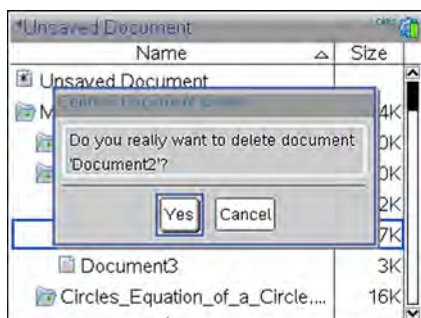 *Unsaved Document
Name Size
Unsaved Document
M 4K
0K
0K
Do you really want to delete document
'Document2'?
2K
Yes Cancel
7K
Document3 3K
Circles_Equation_of_a_Circle,... 16K